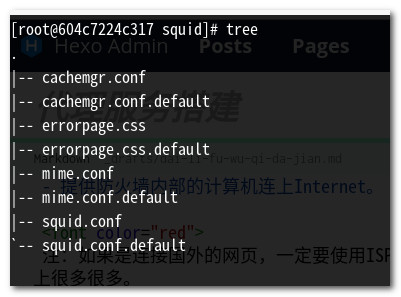 [root@604c7224c317 squid]# tree
Hexo Admin Posts Pages
.
|-- cachemgr.conf
|-- cachemgr.conf.default
代理服务搭建
|-- errorpage.css
|-- errorpage.css.default
Markdown drafts/dai-li-fu-wu-qi-da-jian.md
|-- mime.conf
- 提供防火墙内部的计算机连上Internet。
|-- mime.conf.default
|-- squid.conf
<font color="red">
`-- squid.conf.default
注：如果是连接国外的网页，一定要使用ISP
上很多很多。